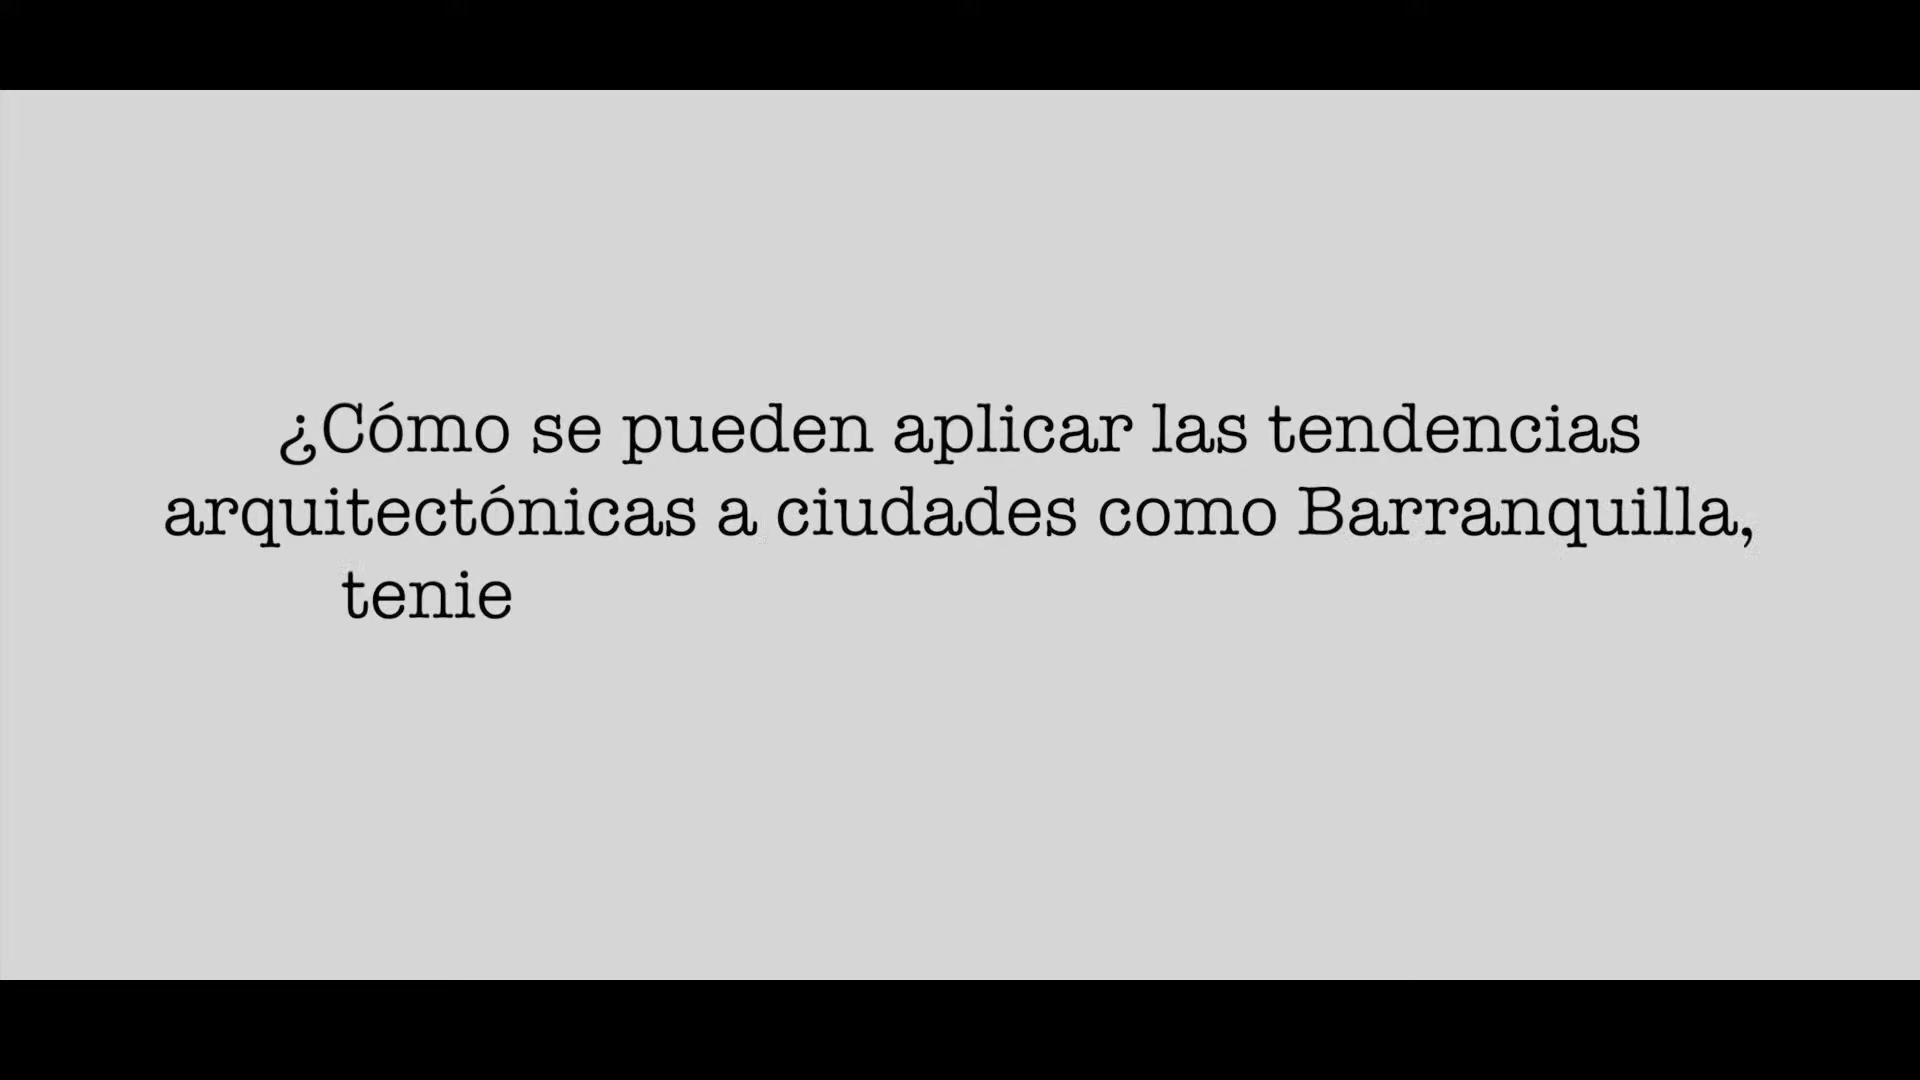 ¿Cómo se pueden aplicar las tendencias
arquitectónicas a ciudades como Barranquilla,
tenie